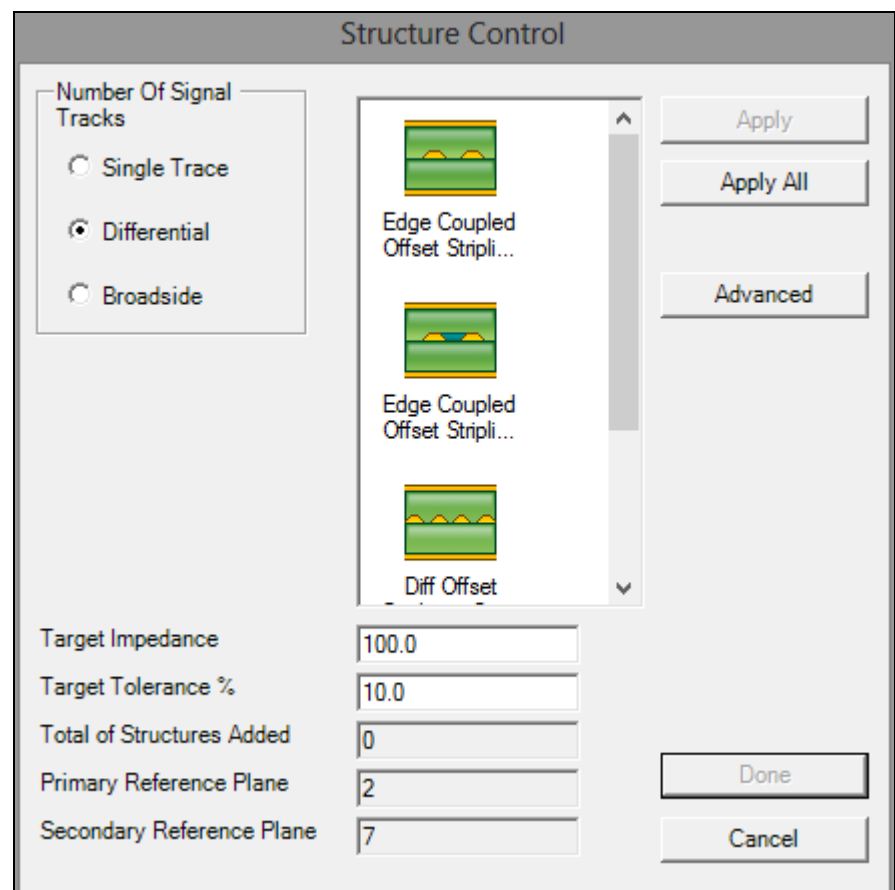 Structure Control
Number Of Signal
Tracks
Single Trace
Differential
Broadside
Edge Coupled
Offset Stripli...
Edge Coupled
Offset Stripli...
Diff Offset
Apply
Apply All
Advanced
Target Impedance
100.0
Target Tolerance %
10.0
Total of Structures Added
0
Primary Reference Plane
2
Secondary Reference Plane
7
Done
Cancel